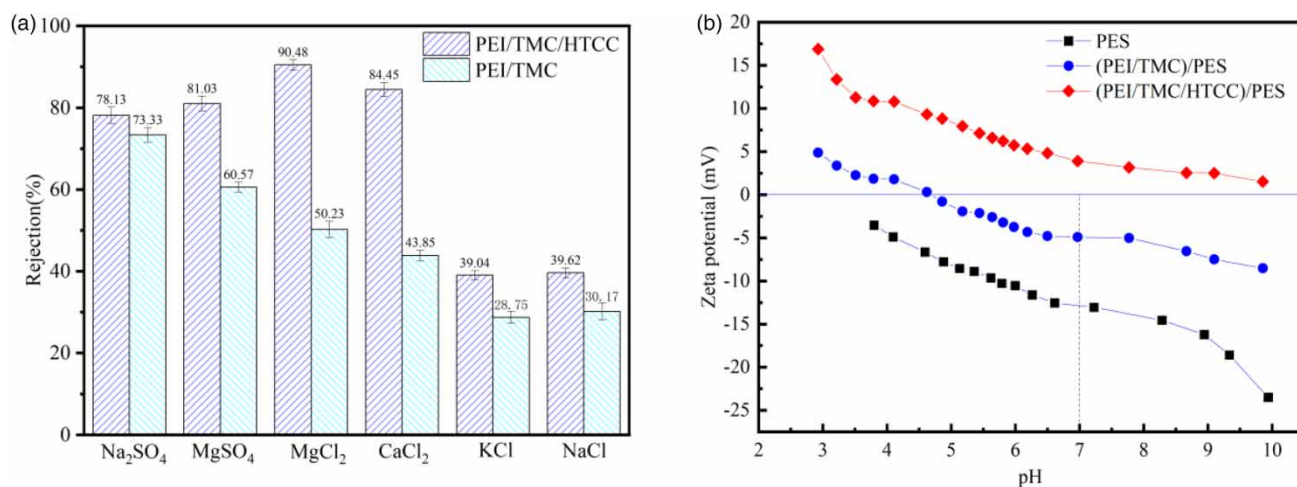 (a)
Rejection(%)
100
80
60
40
20
0
PEI/TMC/HTCC
PEI/TMC
78.13
73.33
81.03
60.57
90.48
50.23
84.45
43.85
39.04
28.75
39.62
30.17
Na₂SO₄ MgSO₄ MgCl₂ CaCl₂ KCl NaCl
(b)
Zeta potential (mV)
20
15
10
5
0
-5
-10
-15
-20
-25
PES
(PEI/TMC)/PES
(PEI/TMC/HTCC)/PES
2 3 4 5 6 7 8 9 10
pH